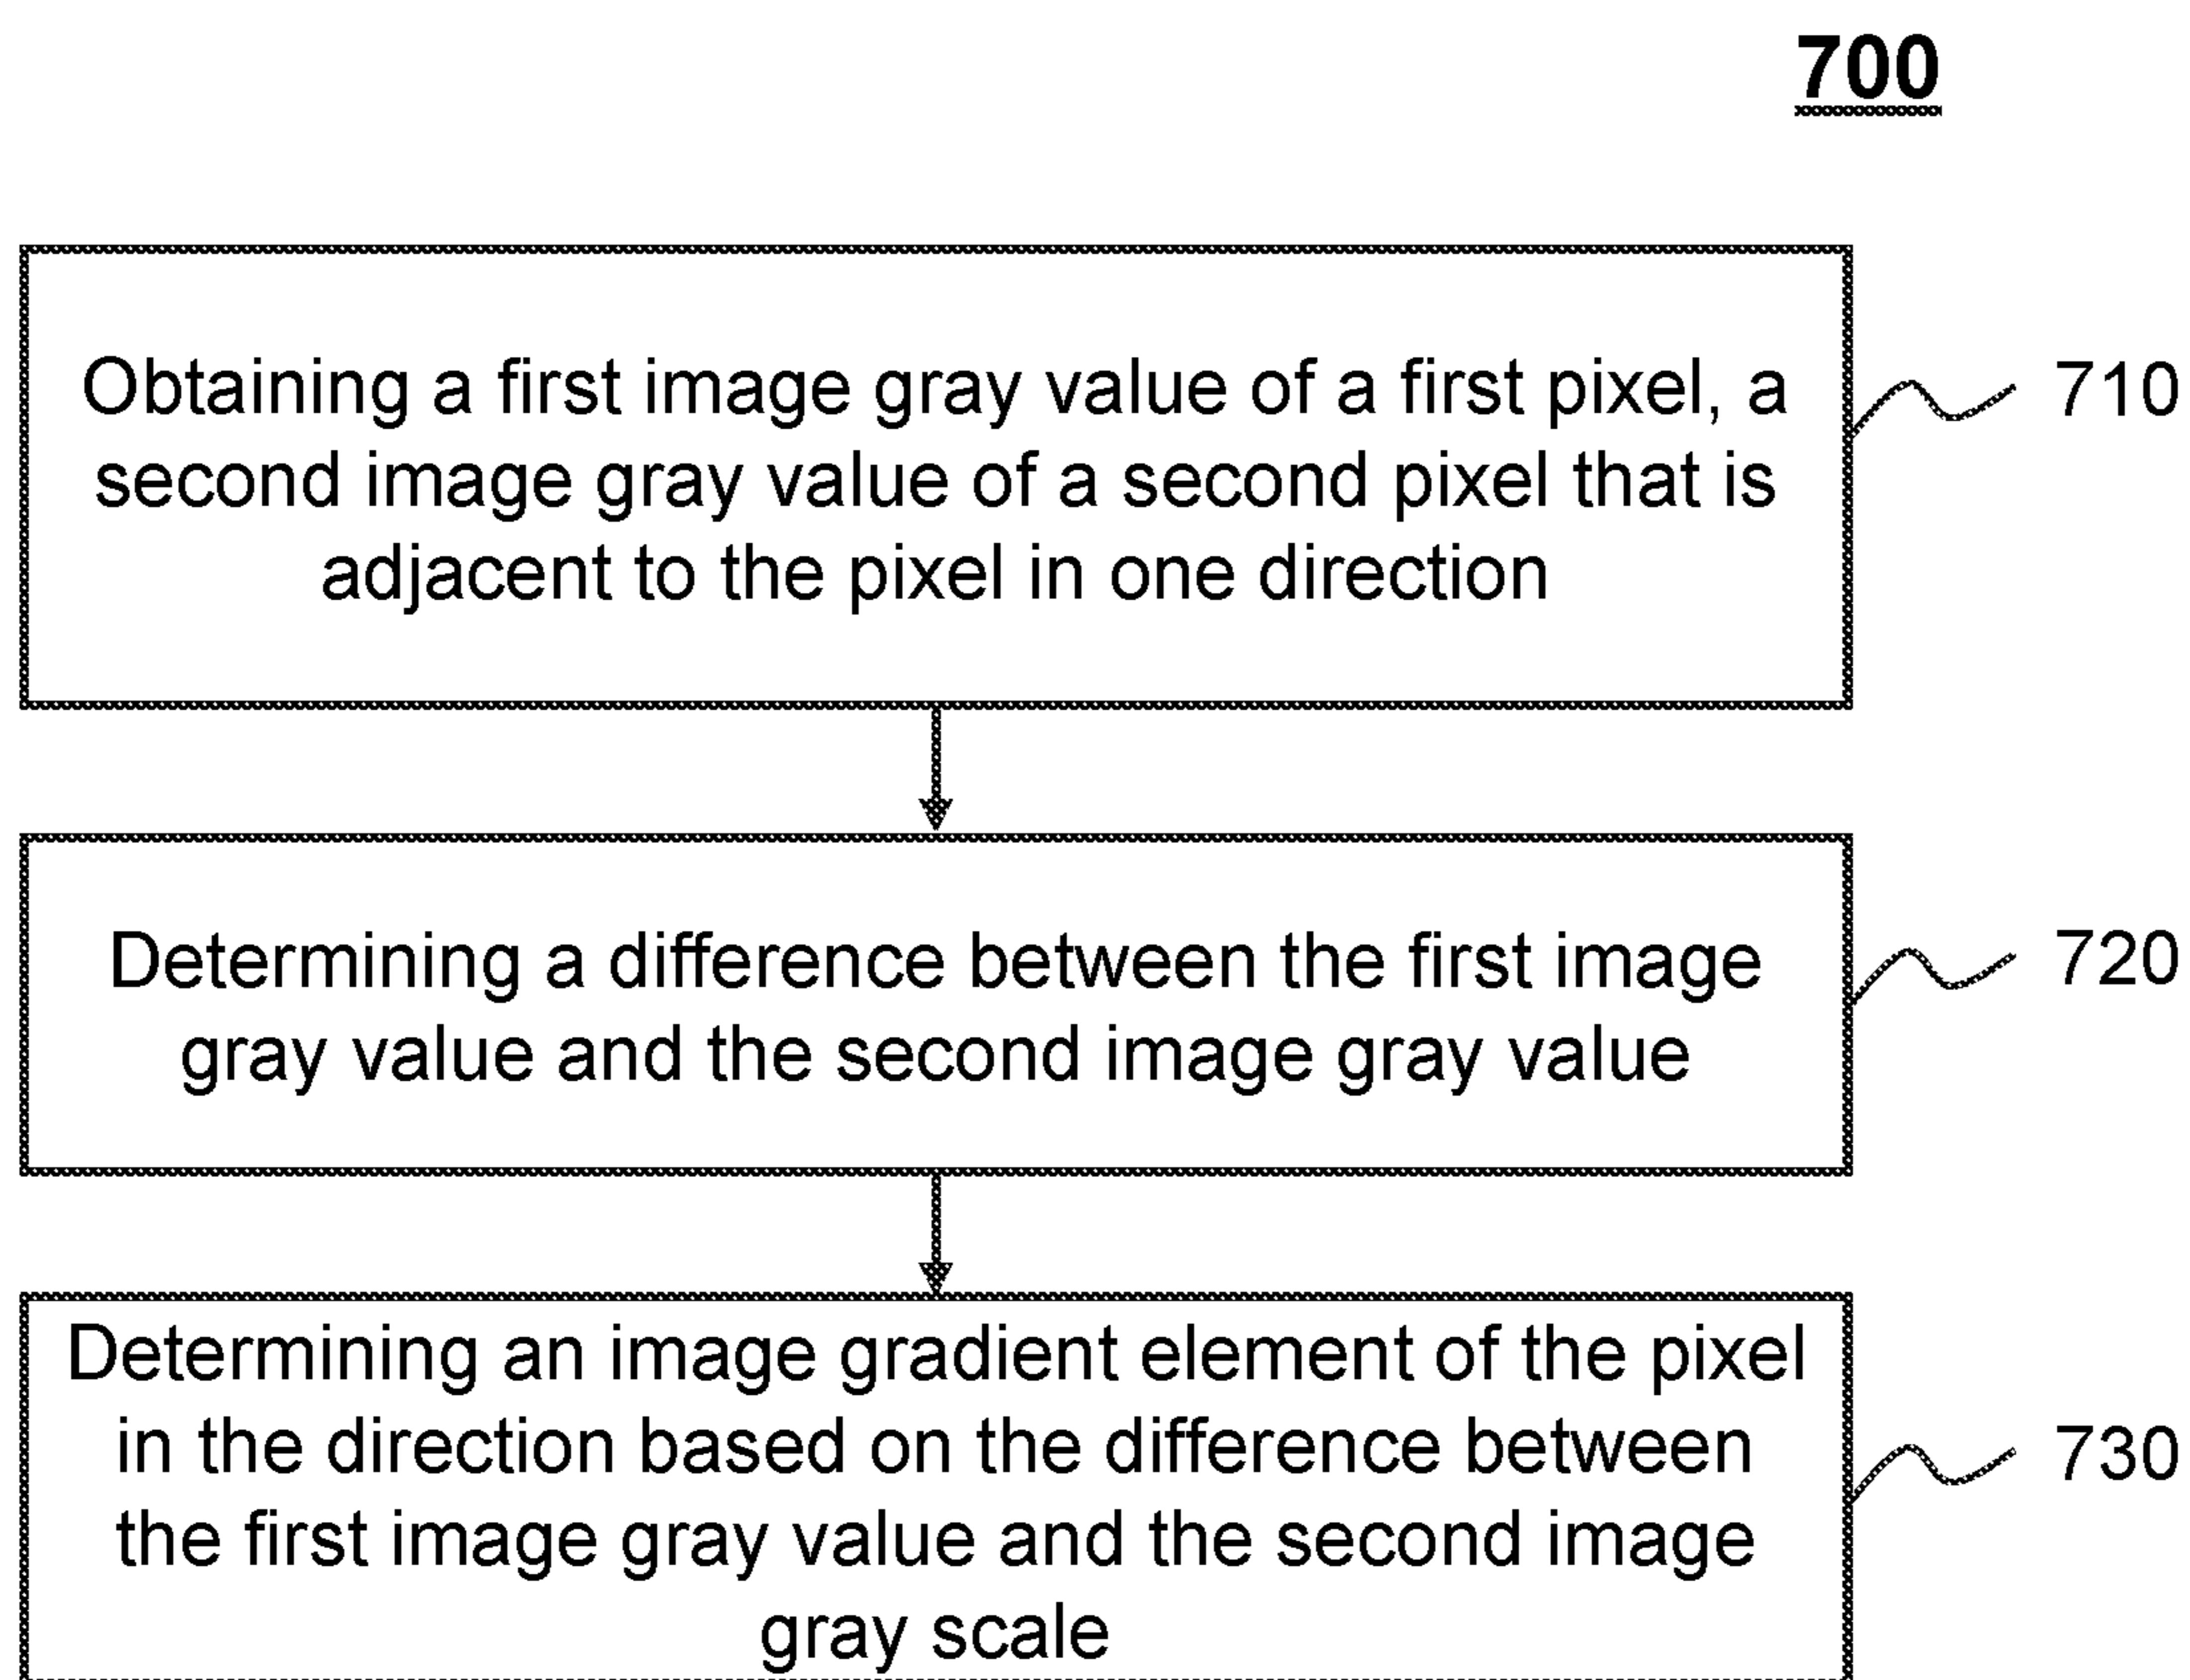 700
Obtaining a first image gray value of a first pixel, a
second image gray value of a second pixel that is
adjacent to the pixel in one direction
710
Determining a difference between the first image
gray value and the second image gray value
720
Determining an image gradient element of the pixel
in the direction based on the difference between
the first image gray value and the second image
gray scale
730